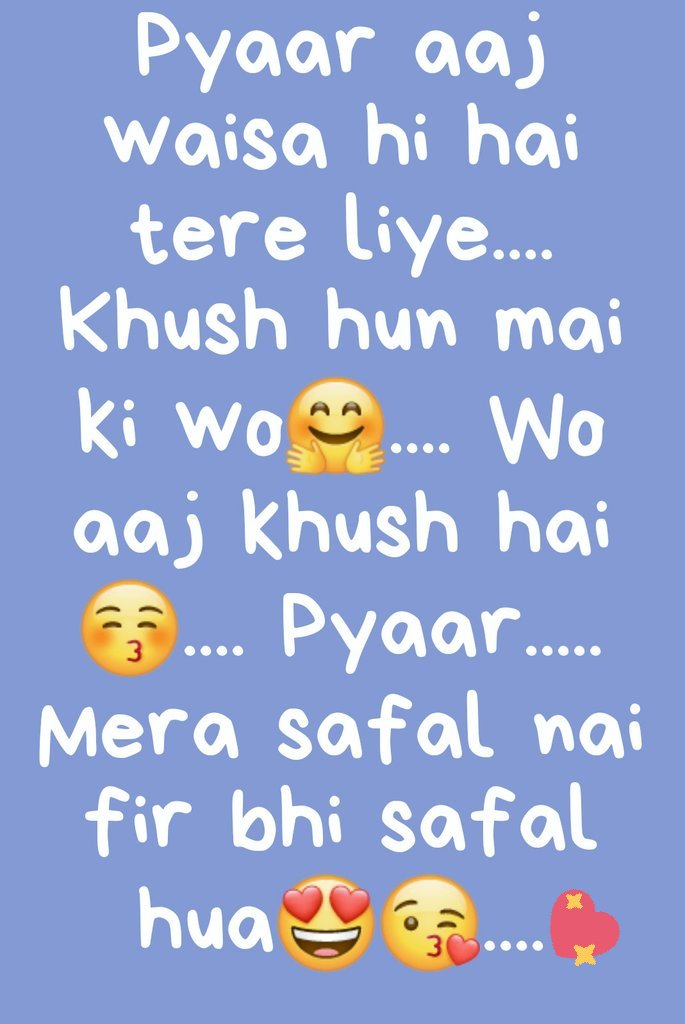 Pyaar aaj
waisa hi hai
tere liye....
Khush hun mai
ki wo🤗.... Wo
aaj khush hai
😚.... Pyaar.....
Mera safal nai
fir bhi safal
hua😍😘....💖